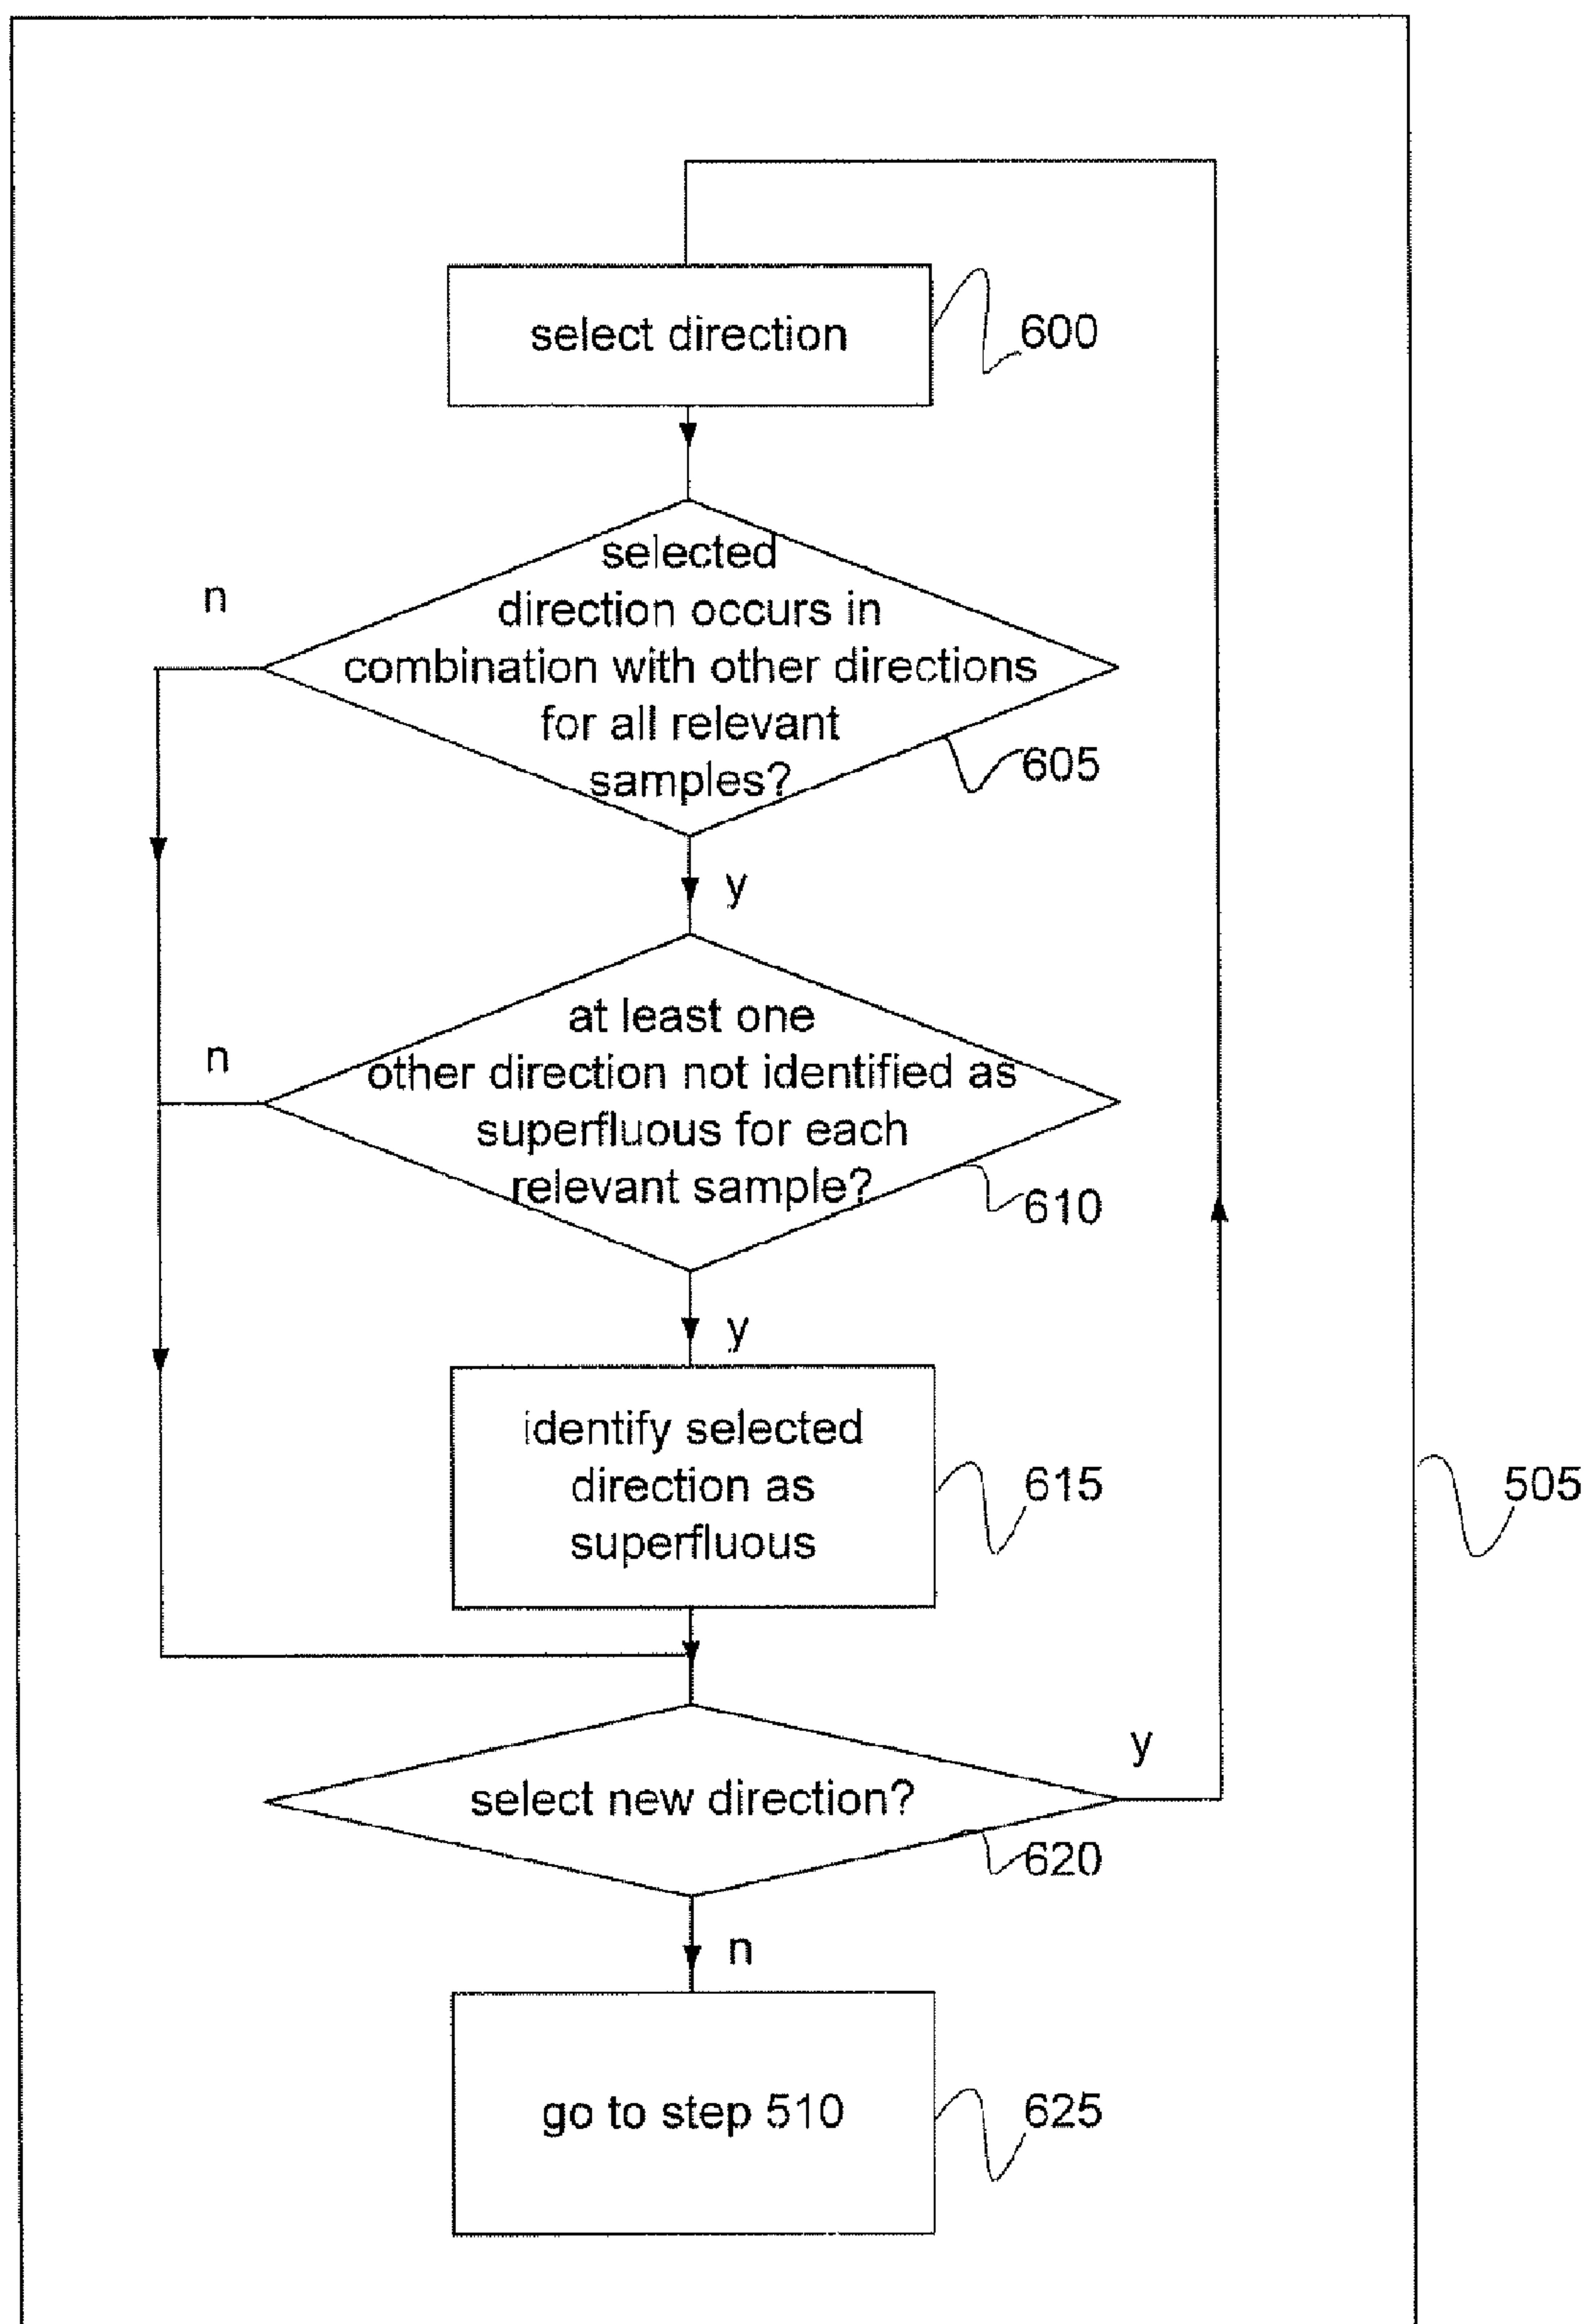 select direction
600
selected
direction occurs in
combination with other directions
for all relevant
samples?
n
605
y
at least one
other direction not identified as
superfluous for each
relevant sample?
n
610
y
identify selected
direction as
superfluous
615
505
select new direction?
y
620
n
go to step 510
625